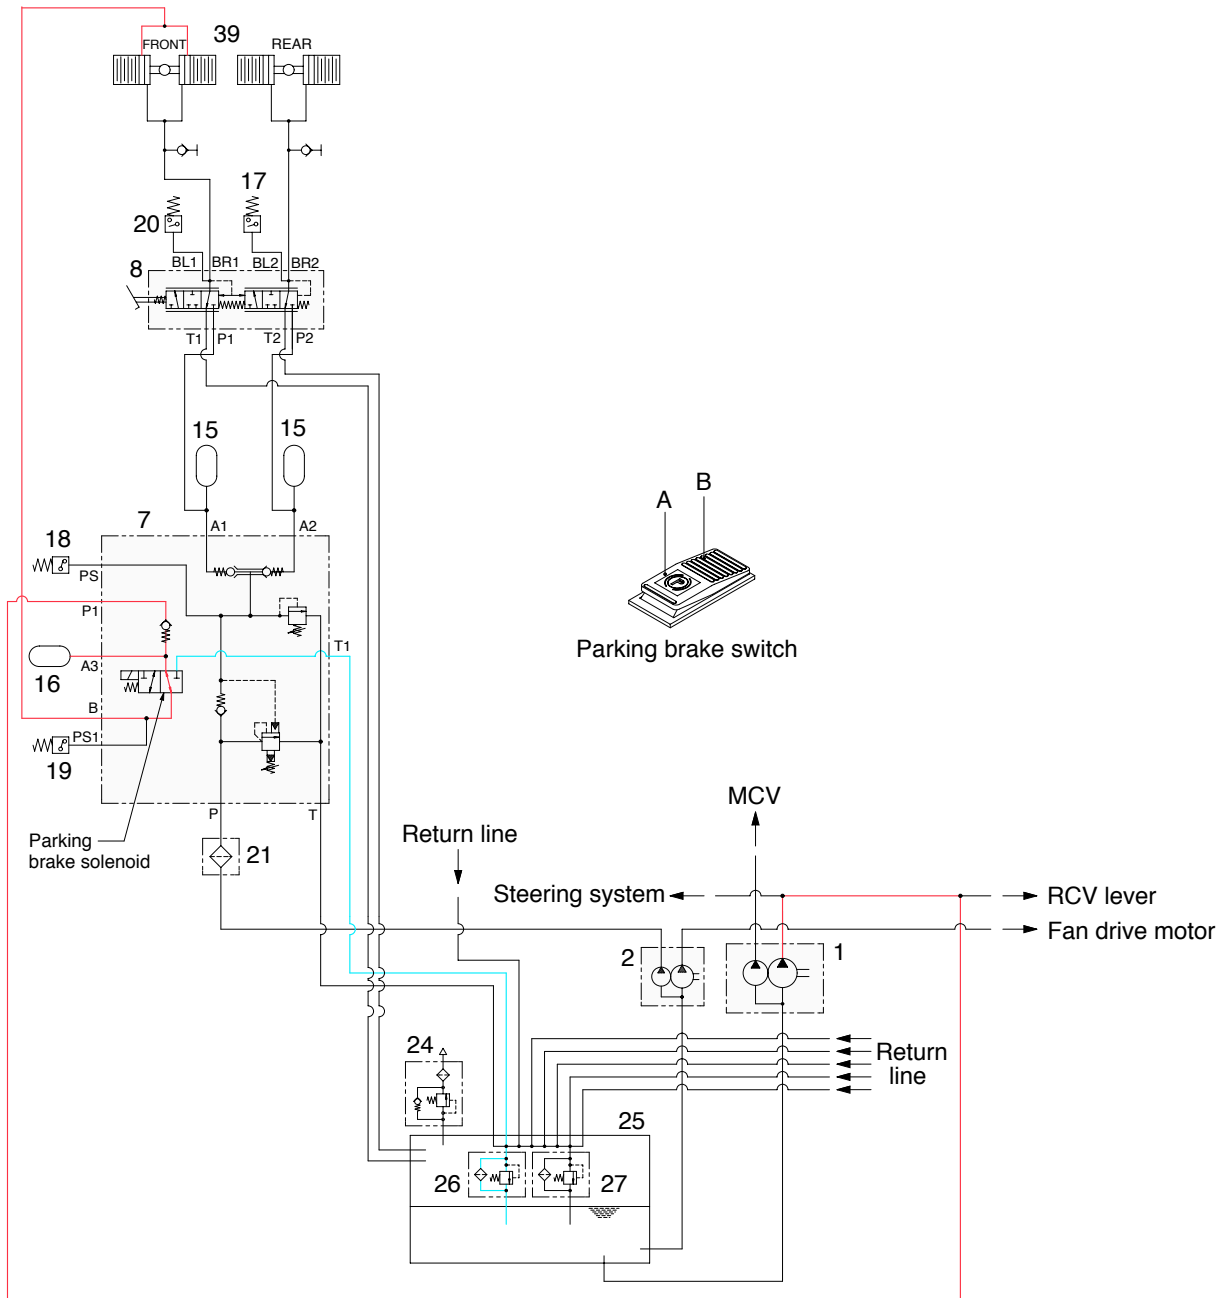 39
FRONT
REAR
17
20
8
BL1
BR1
BL2
BR2
T1
P1
T2
P2
15
15
7
A1
A2
18
PS
P1
T1
A3
16
B
PS1
19
P
T
Parking
brake solenoid
21
A
B
Parking brake switch
MCV
Return line
Steering system
RCV lever
Fan drive motor
2
1
24
Return
line
25
26
27